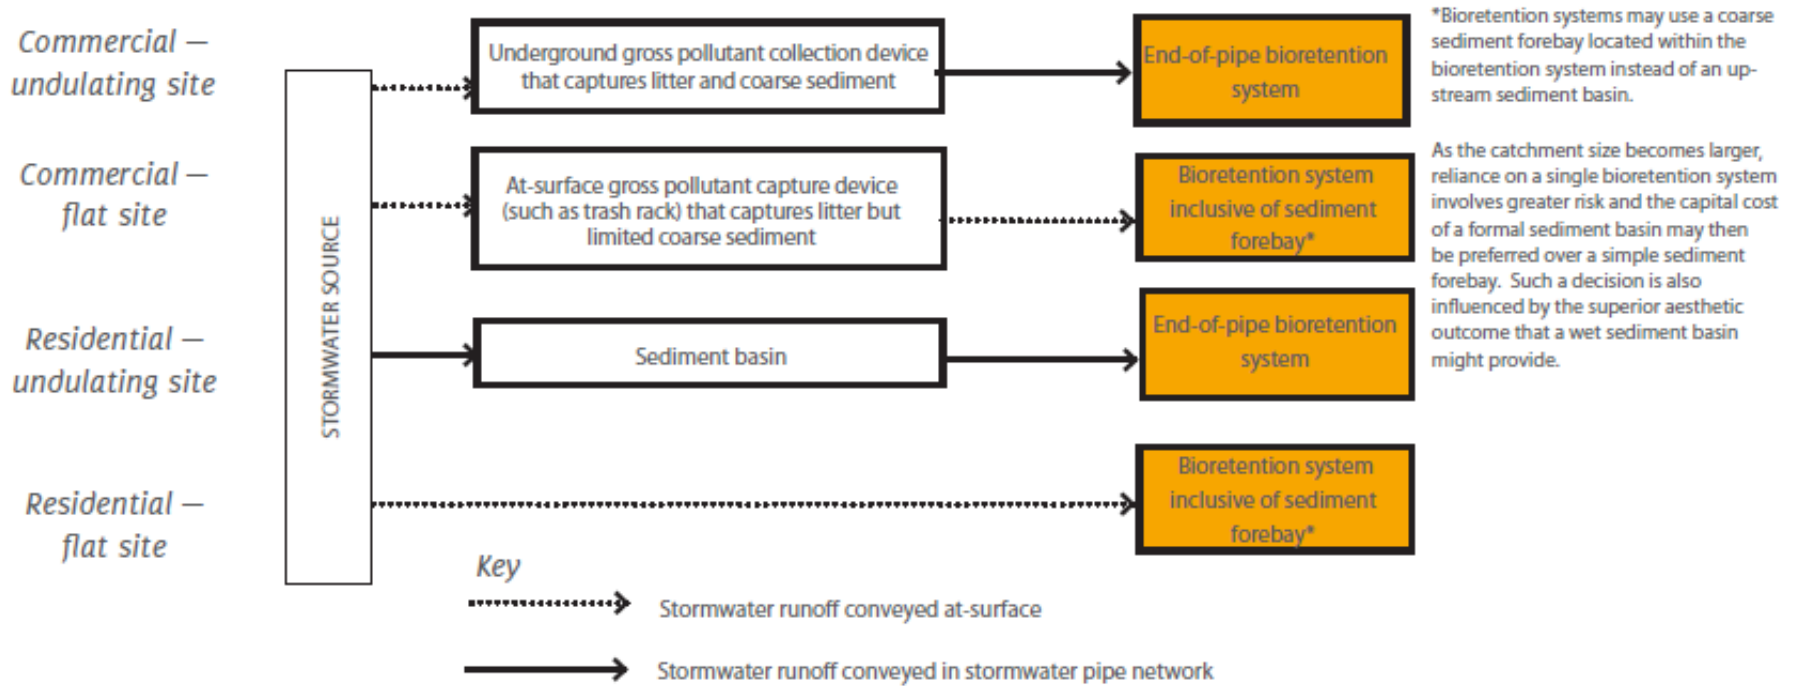 Commercial —
undulating site
Underground gross pollutant collection device
that captures litter and coarse sediment
End-of-pipe bioretention
system
*Bioretention systems may use a coarse
sediment forebay located within the
bioretention system instead of an up-
stream sediment basin.
Commercial —
flat site
At-surface gross pollutant capture device
(such as trash rack) that captures litter but
limited coarse sediment
Bioretention system
inclusive of sediment
forebay*
As the catchment size becomes larger,
reliance on a single bioretention system
involves greater risk and the capital cost
of a formal sediment basin may then
be preferred over a simple sediment
forebay. Such a decision is also
influenced by the superior aesthetic
outcome that a wet sediment basin
might provide.
STORMWATER SOURCE
Residential —
undulating site
Sediment basin
End-of-pipe bioretention
system
Residential —
flat site
Bioretention system
inclusive of sediment
forebay*
Key
Stormwater runoff conveyed at-surface
Stormwater runoff conveyed in stormwater pipe network